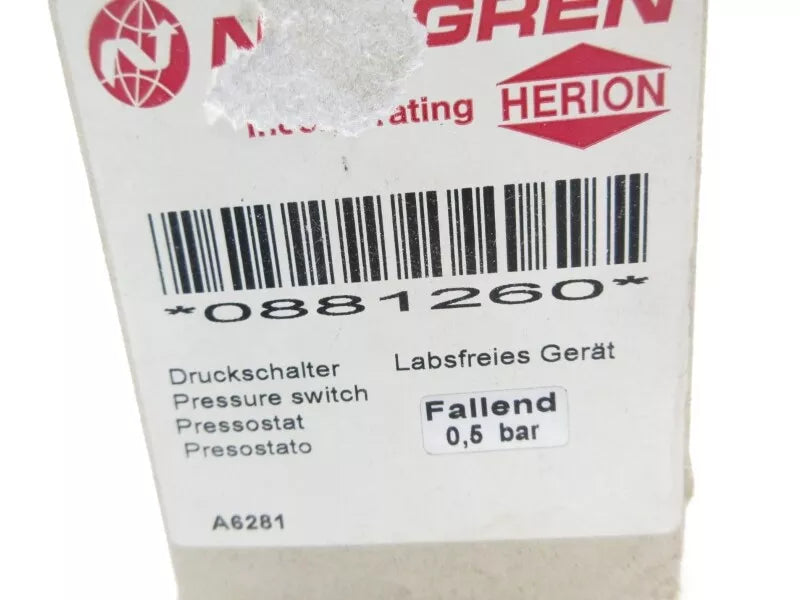 N GREN
rating HERION
*0881260*
Druckschalter
Pressure switch
Pressostat
Presostato
Labsfreies Gerät
Fallend
0,5 bar
A6281